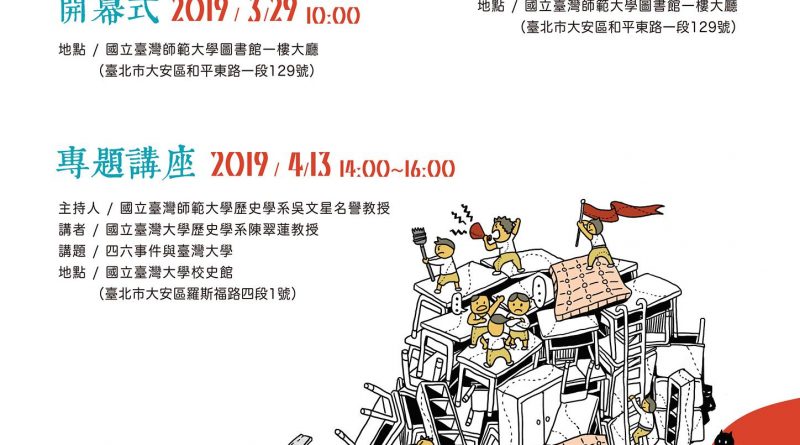 開幕式 2019 / 3/29 10:00
地點 / 國立臺灣師範大學圖書館一樓大廳
（臺北市大安區和平東路一段129號）
地點 / 國立臺灣師範大學圖書館一樓大廳
（臺北市大安區和平東路一段129號）
專題講座 2019 / 4/13 14:00~16:00
主持人 / 國立臺灣師範大學歷史學系吳文星名譽教授
講者 / 國立臺灣大學歷史學系陳翠蓮教授
講題 / 四六事件與臺灣大學
地點 / 國立臺灣大學校史館
（臺北市大安區羅斯福路四段1號）